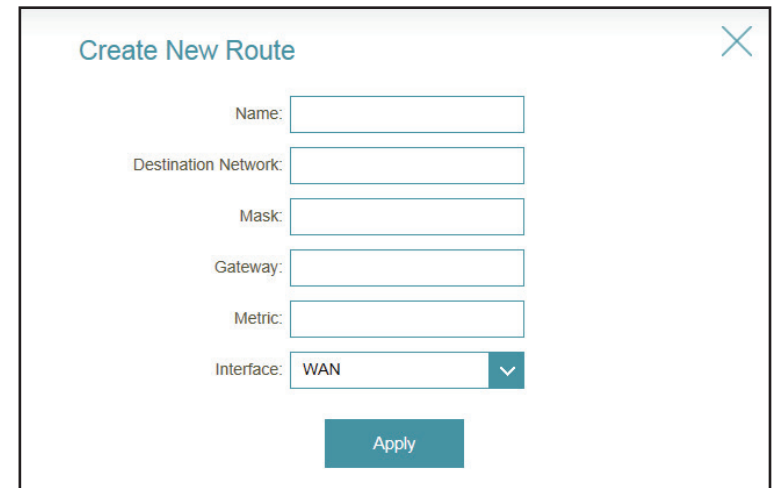 Create New Route
Name:
Destination Network:
Mask:
Gateway:
Metric:
Interface: WAN
Apply